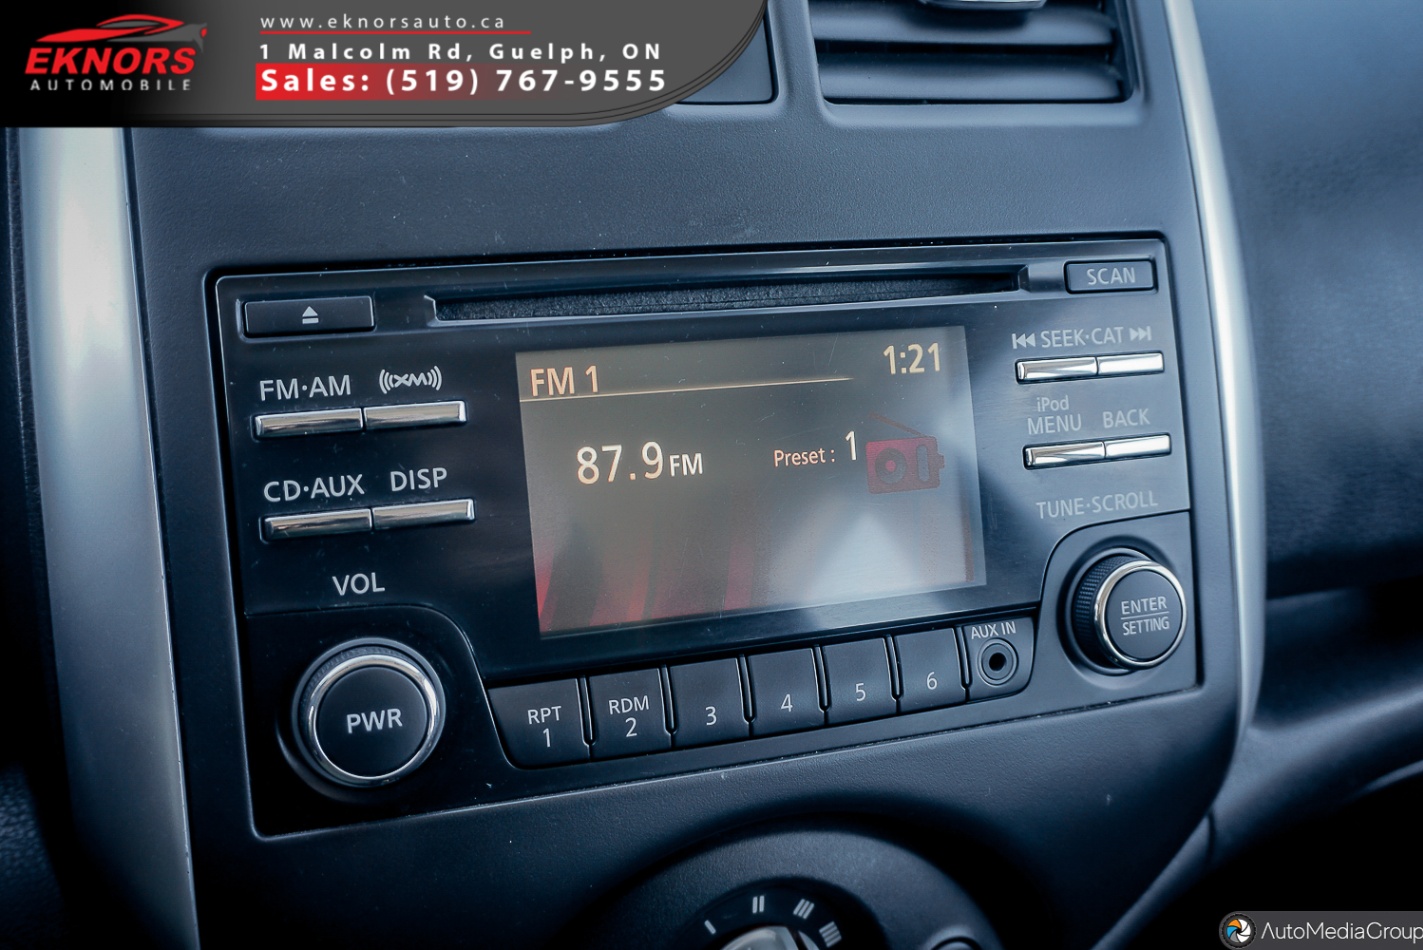 EKNORS
AUTOMOBILE
www.eknorsauto.ca
1 Malcolm Rd, Guelph, ON
Sales: (519) 767-9555
SCAN
FM·AM
XM
SEEK·CAT
FM 1
1:21
iPod
MENU
BACK
87.9 FM
Preset : 1
CD·AUX
DISP
TUNE·SCROLL
VOL
ENTER
SETTING
PWR
RPT
1
RDM
2
3
4
5
6
AUX IN
AutoMediaGroup